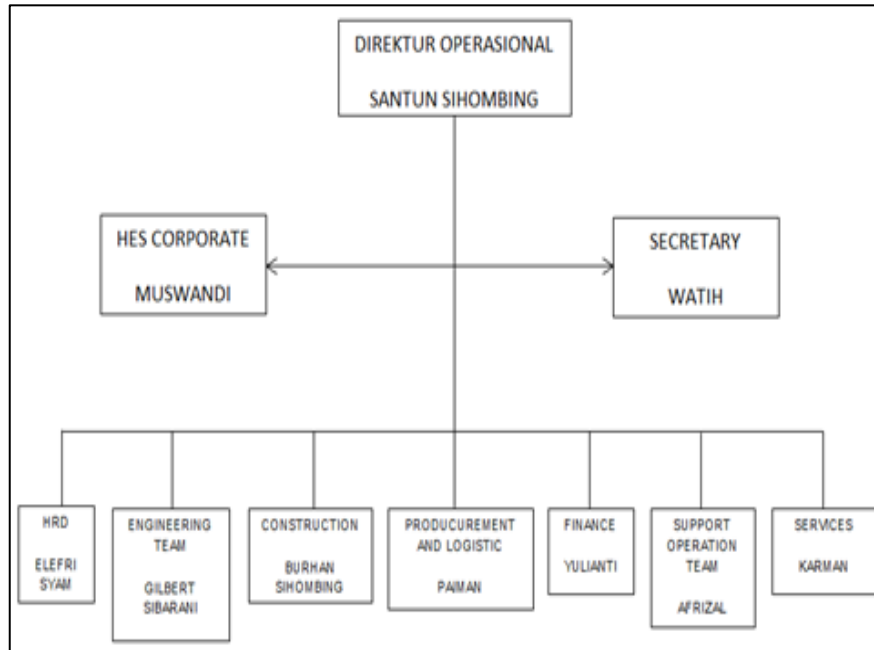 DIREKTUR OPERASIONAL
SANTUN SIHOMBING
HES CORPORATE
MUSWANDI
SECRETARY
WATIH
HRD
ELEFRI
SYAM
ENGINEERING
TEAM
GILBERT
SIBARANI
CONSTRUCTION
BURHAN
SIHOMBING
PRODUCUREMENT
AND LOGISTIC
PAIMAN
FINANCE
YULIANTI
SUPPORT
OPERATION
TEAM
AFRIZAL
SERVICES
KARMAN